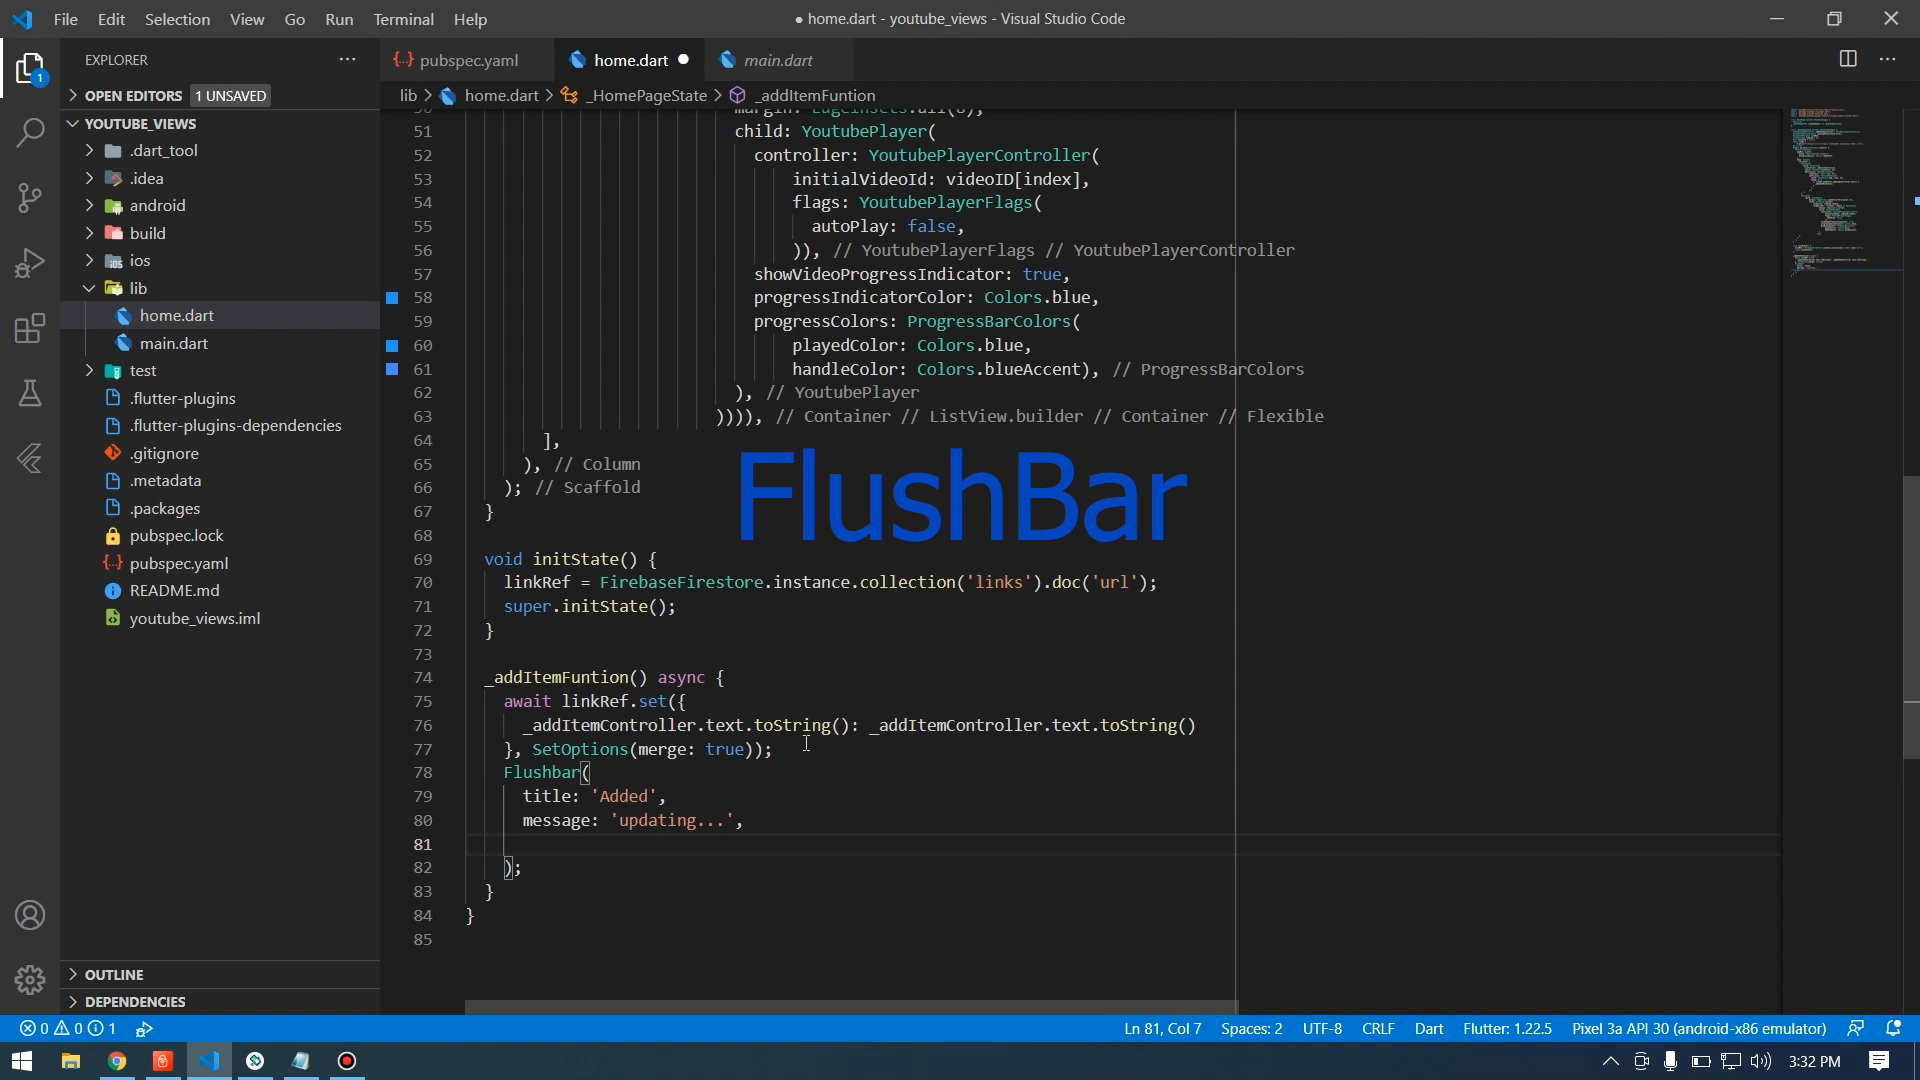 File Edit Selection View Go Run Terminal Help
● home.dart - youtube_views - Visual Studio Code
EXPLORER
OPEN EDITORS 1 UNSAVED
YOUTUBE_VIEWS
.dart_tool
.idea
android
build
ios
lib
home.dart
main.dart
test
.flutter-plugins
.flutter-plugins-dependencies
.gitignore
.metadata
.packages
pubspec.lock
pubspec.yaml
README.md
youtube_views.iml
OUTLINE
DEPENDENCIES
pubspec.yaml home.dart main.dart
lib > home.dart > _HomePageState > _addItemFuntion
50 margin: EdgeInsets.all(8),
51 child: YoutubePlayer(
52 controller: YoutubePlayerController(
53 initialVideoId: videoID[index],
54 flags: YoutubePlayerFlags(
55 autoPlay: false,
56 )), // YoutubePlayerFlags // YoutubePlayerController
57 showVideoProgressIndicator: true,
58 progressIndicatorColor: Colors.blue,
59 progressColors: ProgressBarColors(
60 playedColor: Colors.blue,
61 handleColor: Colors.blueAccent), // ProgressBarColors
62 ), // YoutubePlayer
63 )))), // Container // ListView.builder // Container // Flexible
64 ],
65 ), // Column
66 ); // Scaffold
67 }
68
FlushBar
69 void initState() {
70 linkRef = FirebaseFirestore.instance.collection('links').doc('url');
71 super.initState();
72 }
73
74 _addItemFuntion() async {
75 await linkRef.set({
76 _addItemController.text.toString(): _addItemController.text.toString()
77 }, SetOptions(merge: true));
78 Flushbar(
79 title: 'Added',
80 message: 'updating...',
81
82 );
83 }
84 }
85
0 0 1 Ln 81, Col 7 Spaces: 2 UTF-8 CRLF Dart Flutter: 1.22.5 Pixel 3a API 30 (android-x86 emulator)
3:32 PM